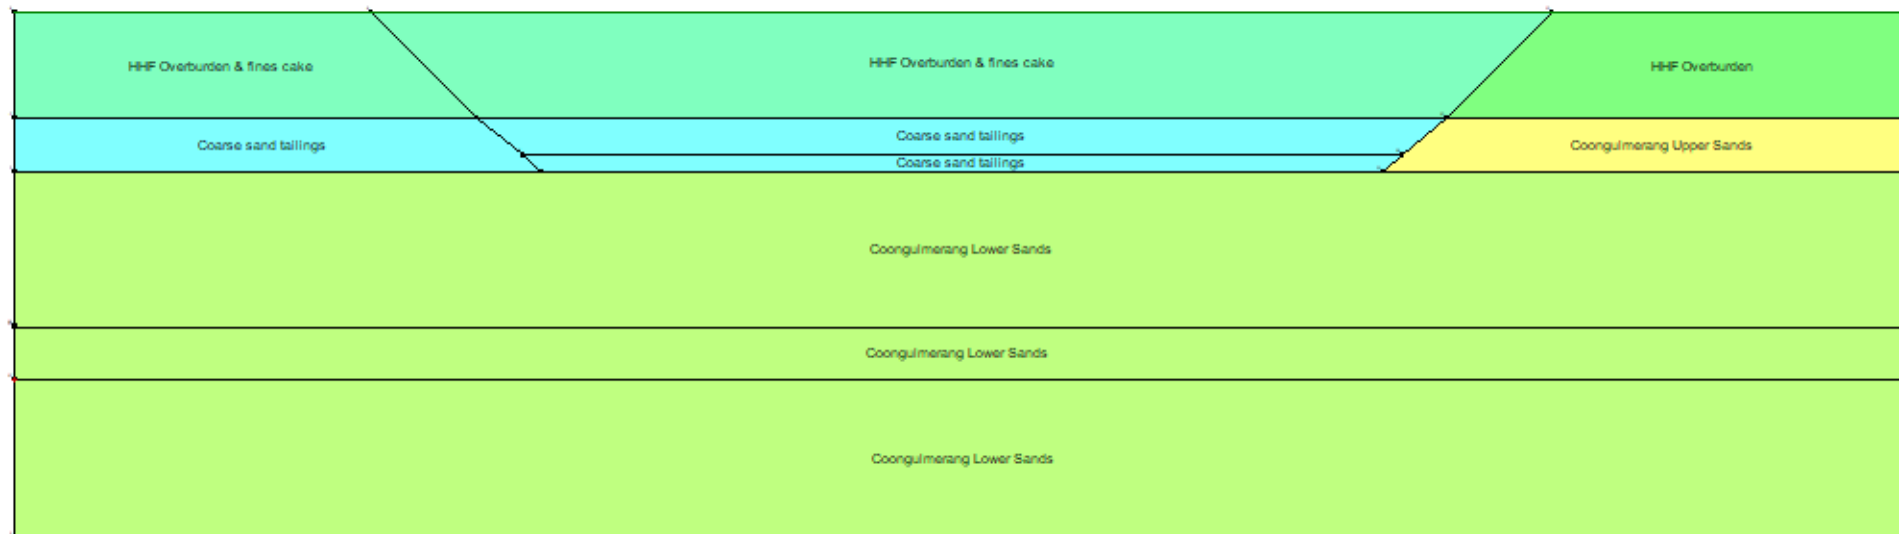 HHF Overburden & fines cake
HHF Overburden & fines cake
HHF Overburden
Coarse sand tailings
Coarse sand tailings
Coongulmerang Upper Sands
Coarse sand tailings
Coongulmerang Lower Sands
Coongulmerang Lower Sands
Coongulmerang Lower Sands